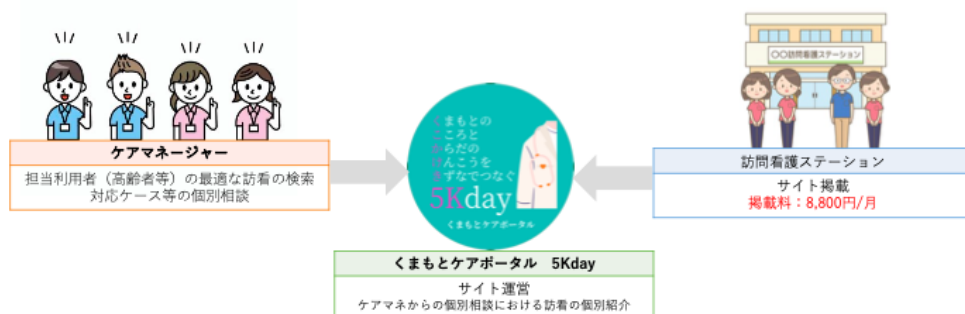 〇〇訪問看護ステーション
くまもとの
こころと
からだの
けんこうを
きずなでつなぐ
5Kday
くまもとケアポータル
ケアマネージャー
担当利用者（高齢者等）の最適な訪看の検索
対応ケース等の個別相談
訪問看護ステーション
サイト掲載
掲載料：8,800円/月
くまもとケアポータル　5Kday
サイト運営
ケアマネからの個別相談における訪看の個別紹介